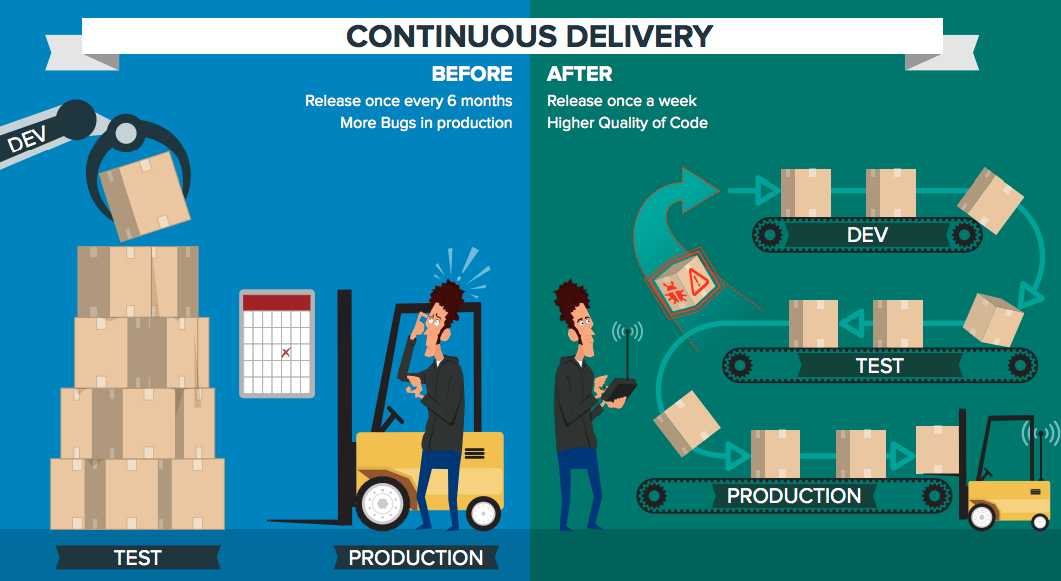 CONTINUOUS DELIVERY
BEFORE
Release once every 6 months
More Bugs in production
AFTER
Release once a week
Higher Quality of Code
DEV
DEV
TEST
PRODUCTION
TEST
PRODUCTION